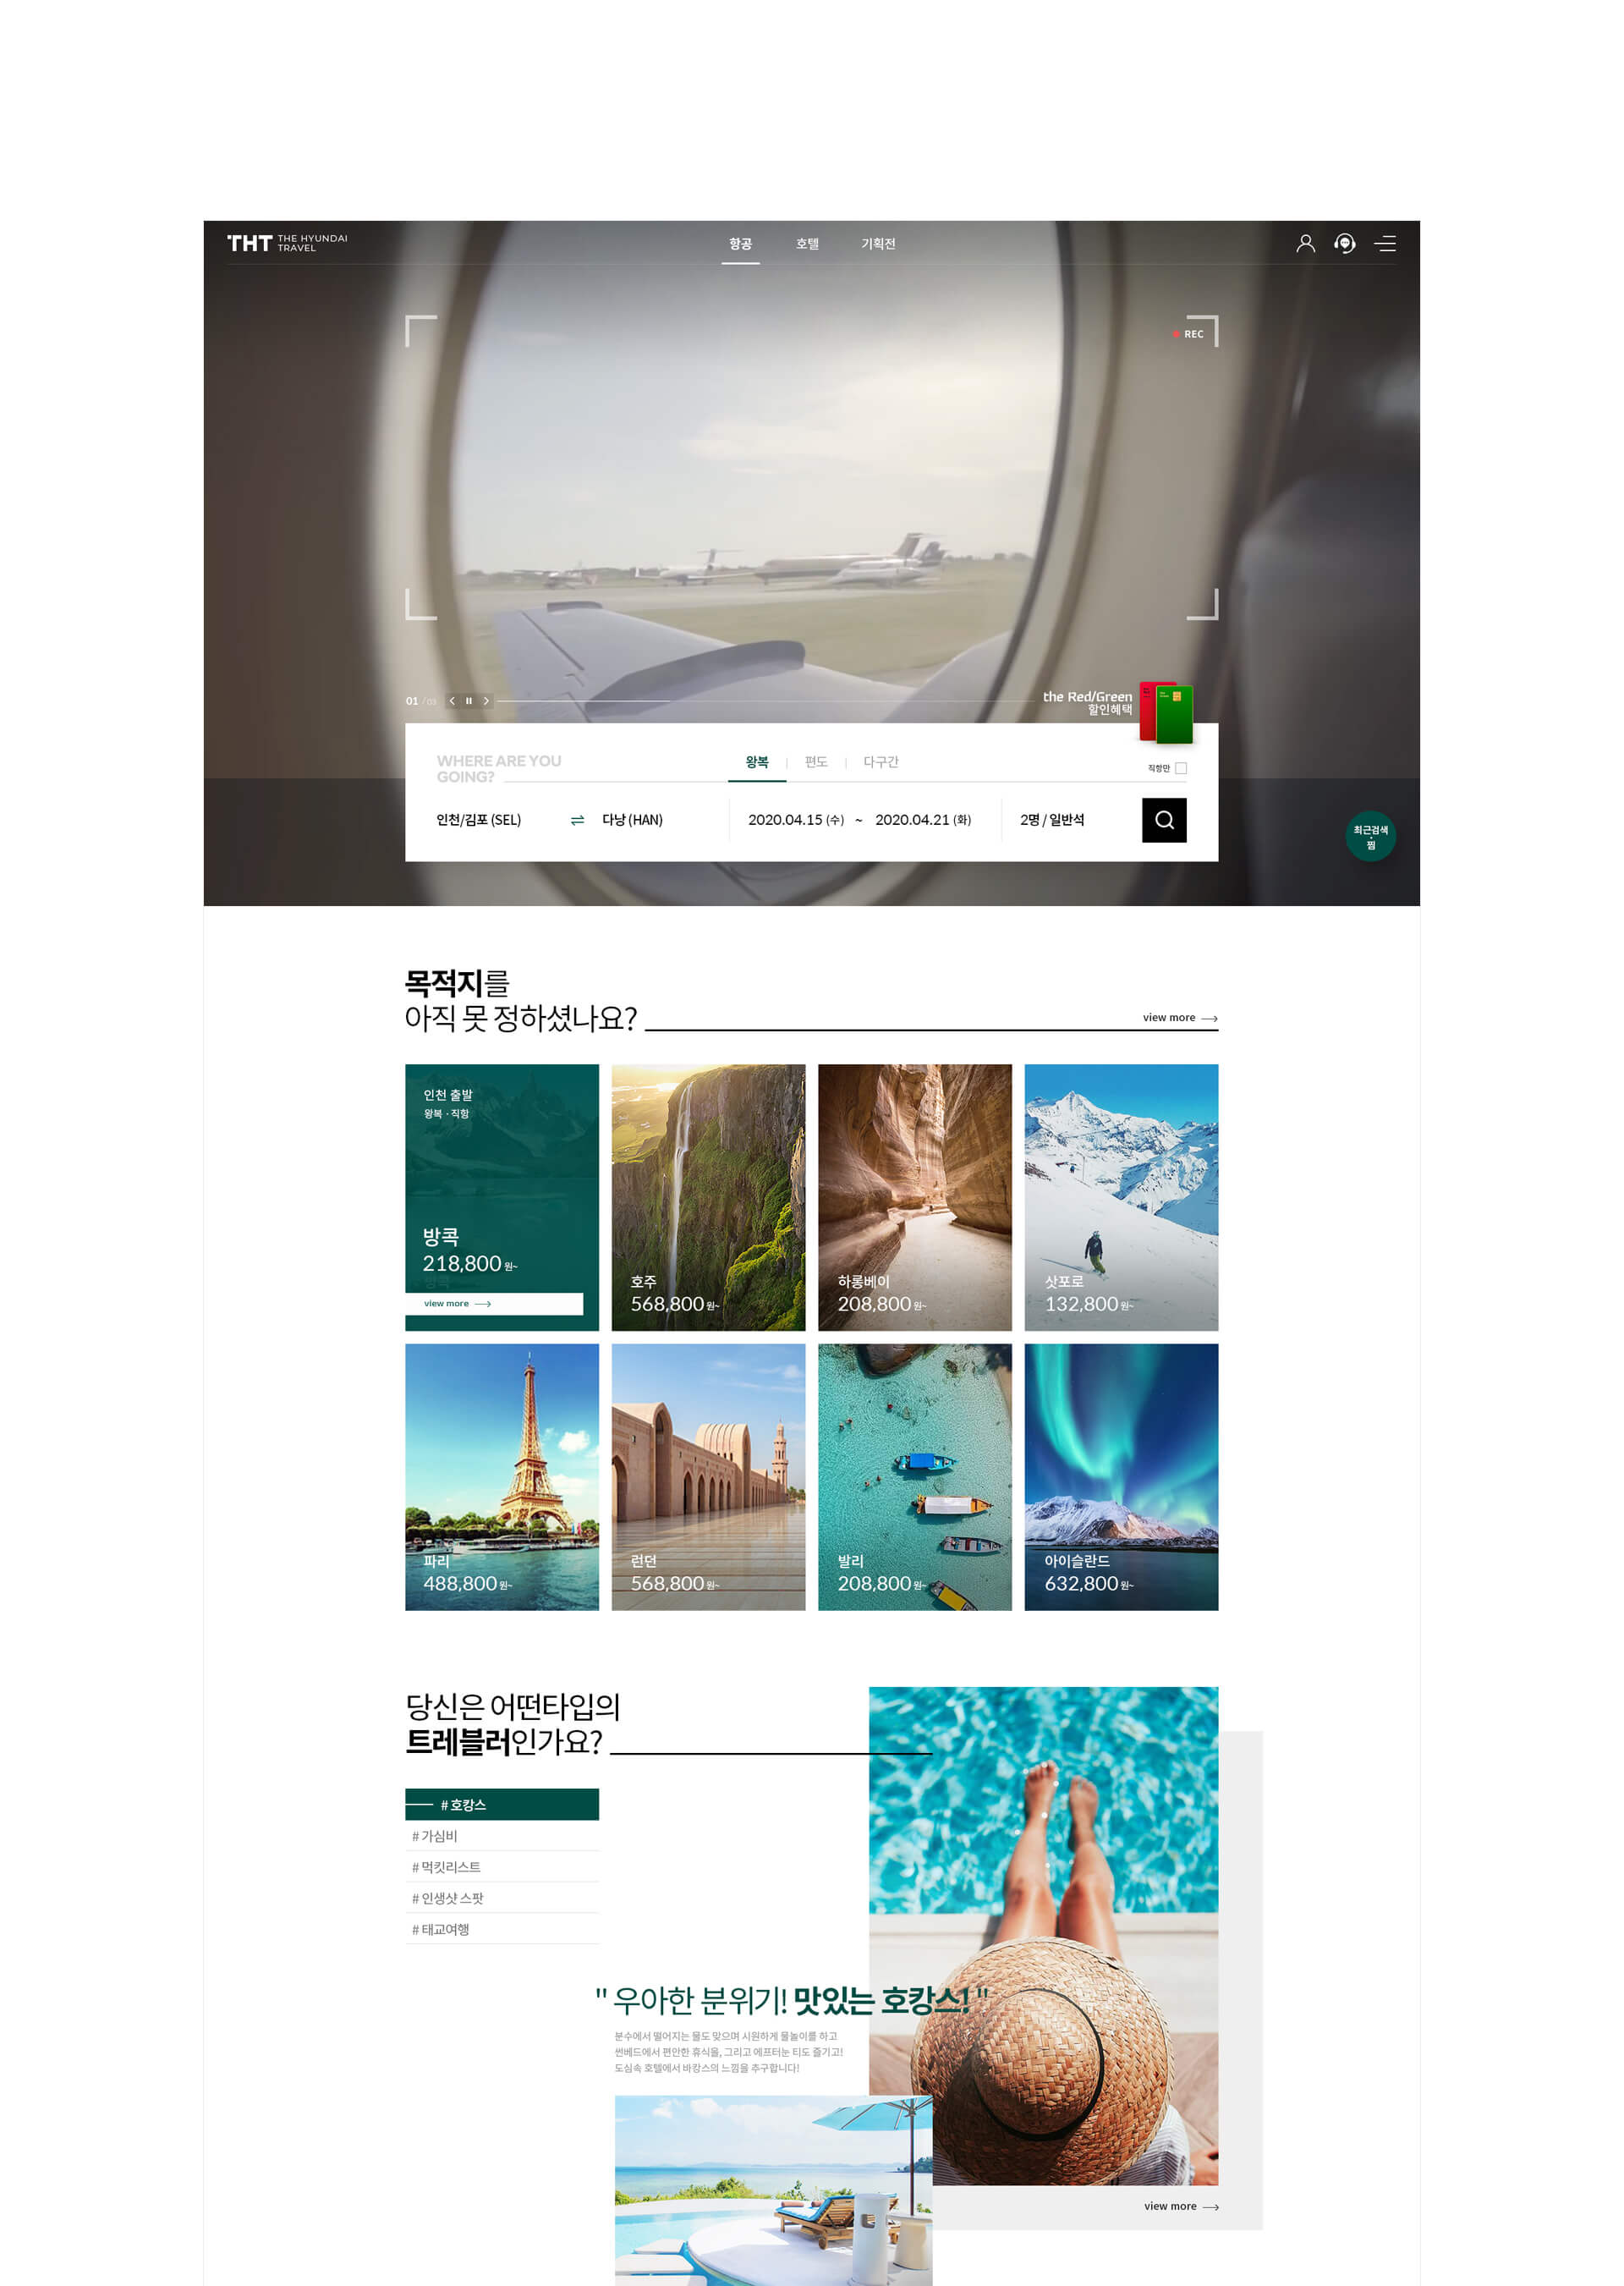 THT THE HYUNDAI
TRAVEL
항공 호텔 기획전
REC
01 / 03
the Red/Green
할인혜택
WHERE ARE YOU
GOING?
왕복 | 편도 | 다구간
직항만
인천/김포 (SEL) 다낭 (HAN) 2020.04.15 (수) ~ 2020.04.21 (화) 2명 / 일반석
최근검색
·
찜
목적지를
아직 못 정하셨나요?
view more
인천 출발
왕복 · 직항
방콕
218,800 원~
view more
호주
568,800 원~
하롱베이
208,800 원~
삿포로
132,800 원~
파리
488,800 원~
런던
568,800 원~
발리
208,800 원~
아이슬란드
632,800 원~
당신은 어떤타입의
트레블러인가요?
# 호캉스
# 가심비
# 먹킷리스트
# 인생샷 스팟
# 태교여행
" 우아한 분위기! 맛있는 호캉스! "
분수에서 떨어지는 물도 맞으며 시원하게 물놀이를 하고
썬베드에서 편안한 휴식을, 그리고 에프터눈 티도 즐기고!
도심속 호텔에서 바캉스의 느낌을 추구합니다!
view more